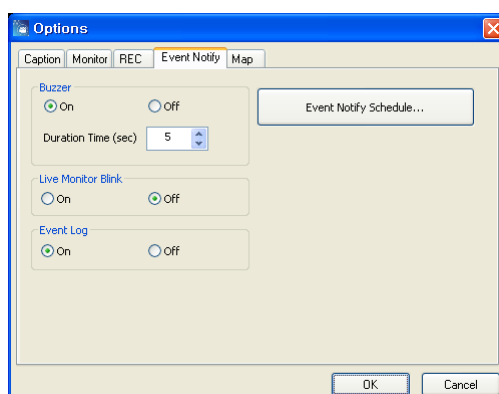 Options
Caption Monitor REC Event Notify Map
Buzzer
On Off
Event Notify Schedule...
Duration Time (sec) 5
Live Monitor Blink
On Off
Event Log
On Off
OK Cancel